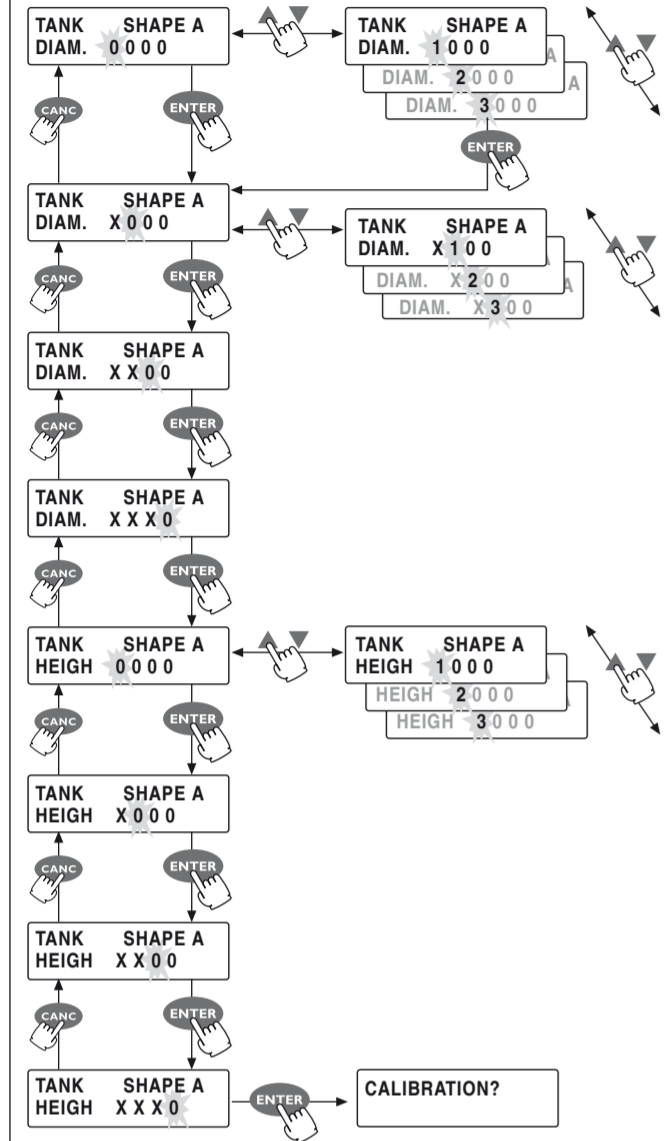 TANK SHAPE A
DIAM. 0 0 0 0
TANK SHAPE A
DIAM. 1 0 0 0
A
DIAM. 2 0 0 0
A
DIAM. 3 0 0 0
CANC
ENTER
ENTER
TANK SHAPE A
DIAM. X 0 0 0
TANK SHAPE A
DIAM. X 1 0 0
DIAM. X 2 0 0
A
DIAM. X 3 0 0
CANC
ENTER
TANK SHAPE A
DIAM. X X 0 0
CANC
ENTER
TANK SHAPE A
DIAM. X X X 0
CANC
ENTER
TANK SHAPE A
HEIGH 0 0 0 0
TANK SHAPE A
HEIGH 1 0 0 0
HEIGH 2 0 0 0
HEIGH 3 0 0 0
CANC
ENTER
TANK SHAPE A
HEIGH X 0 0 0
CANC
ENTER
TANK SHAPE A
HEIGH X X 0 0
CANC
ENTER
TANK SHAPE A
HEIGH X X X 0
ENTER
CALIBRATION?